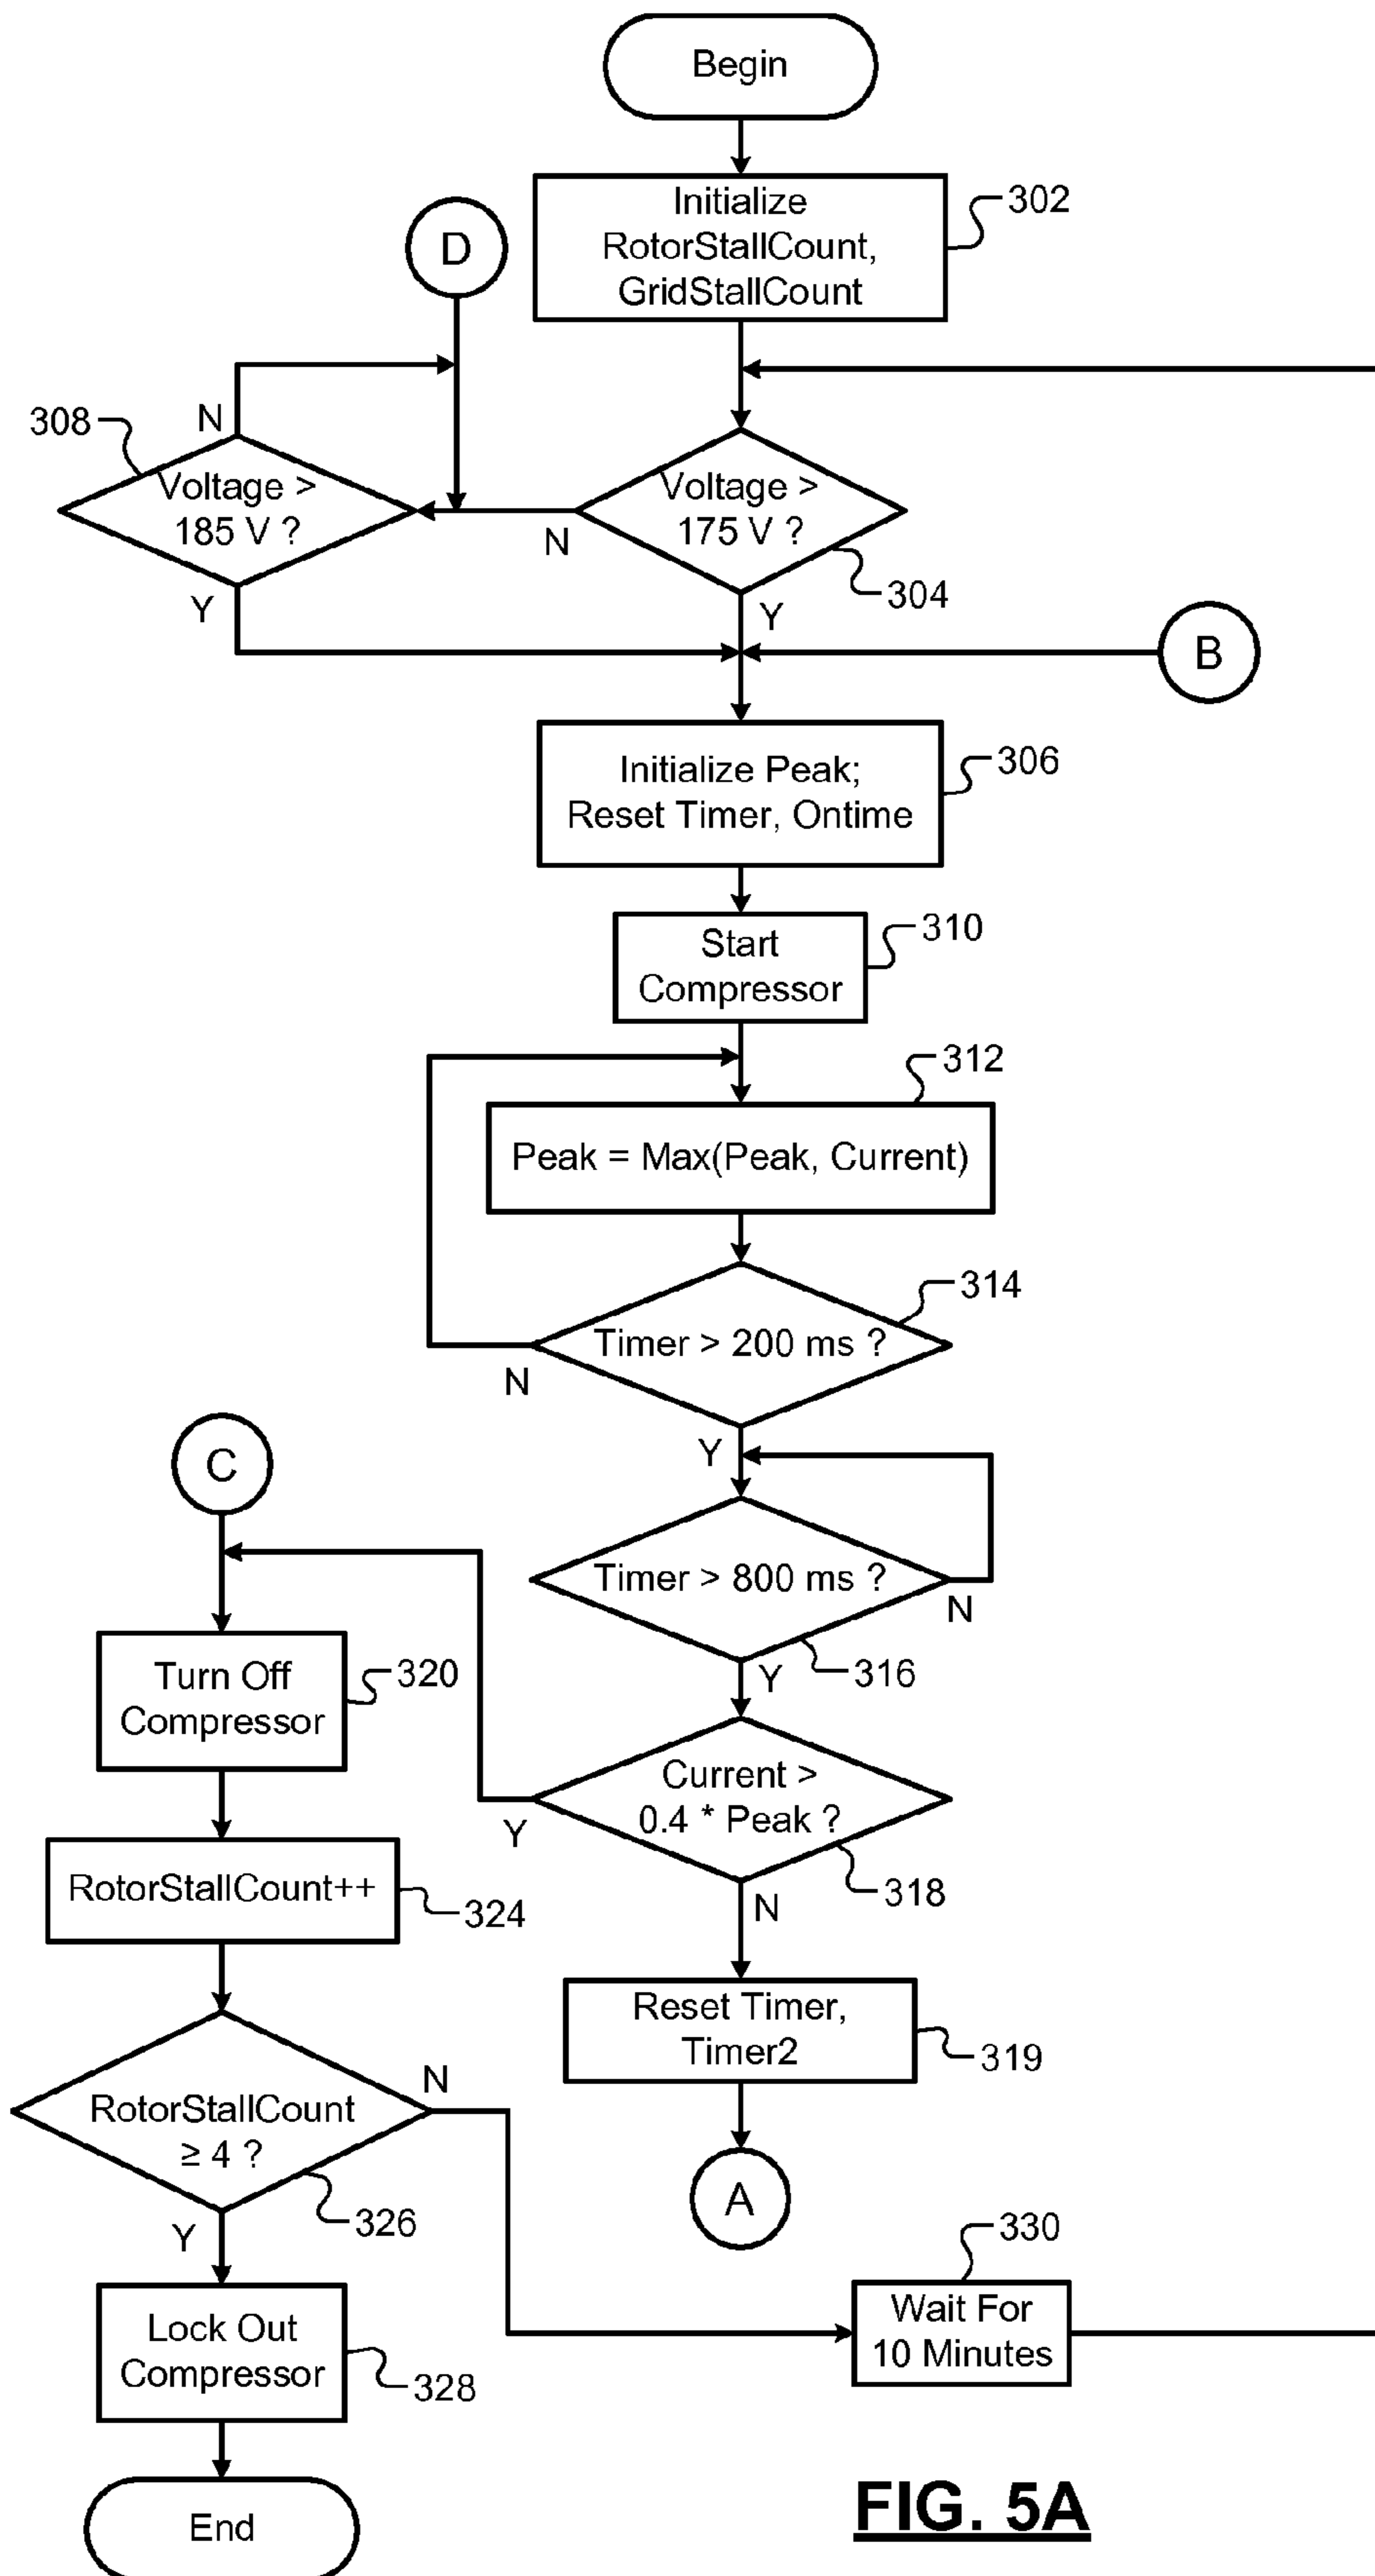 Begin
Initialize
RotorStallCount,
GridStallCount
302
D
308
N
Voltage >
185 V ?
Y
Voltage >
175 V ?
N
304
Y
B
Initialize Peak;
Reset Timer, Ontime
306
Start
Compressor
310
312
Peak = Max(Peak, Current)
314
Timer > 200 ms ?
N
Y
C
Timer > 800 ms ?
N
316
Y
Turn Off
Compressor
320
Current >
0.4 * Peak ?
Y
318
N
RotorStallCount++
324
Reset Timer,
Timer2
319
RotorStallCount
≥ 4 ?
N
326
Y
A
330
Wait For
10 Minutes
Lock Out
Compressor
328
End
FIG. 5A